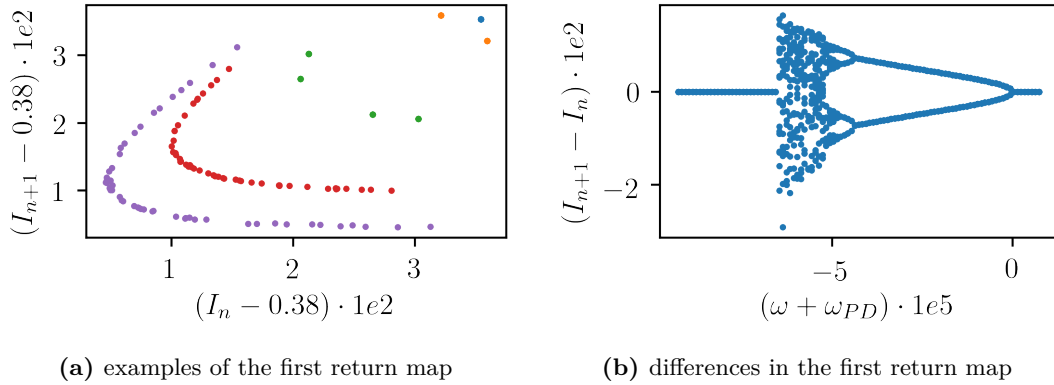 (I_{n+1} − 0.38) · 1e2
3
2
1
1
2
3
(I_n − 0.38) · 1e2
(a) examples of the first return map
(I_{n+1} − I_n) · 1e2
0
−2
−5
0
(ω + ω_{PD}) · 1e5
(b) differences in the first return map